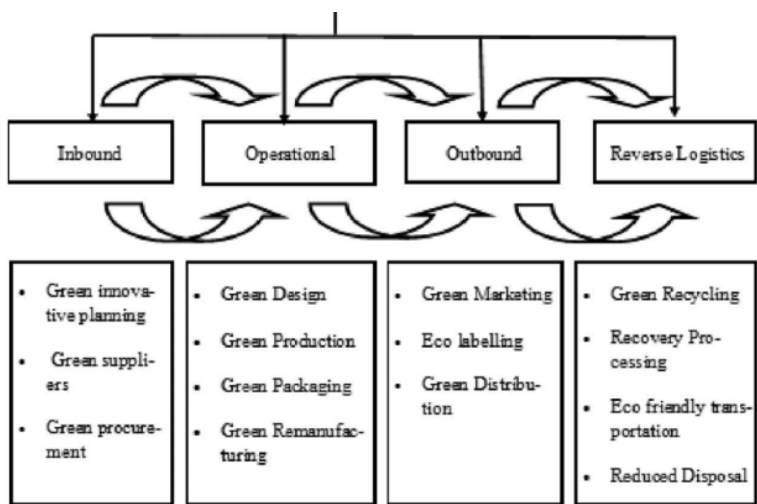 Inbound
Operational
Outbound
Reverse Logistics
• Green innova-
tive planning
• Green suppli-
ers
• Green procure-
ment
• Green Design
• Green Production
• Green Packaging
• Green Remanufac-
turing
• Green Marketing
• Eco labelling
• Green Distribu-
tion
• Green Recycling
• Recovery Pro-
cessing
• Eco friendly trans-
portation
• Reduced Disposal